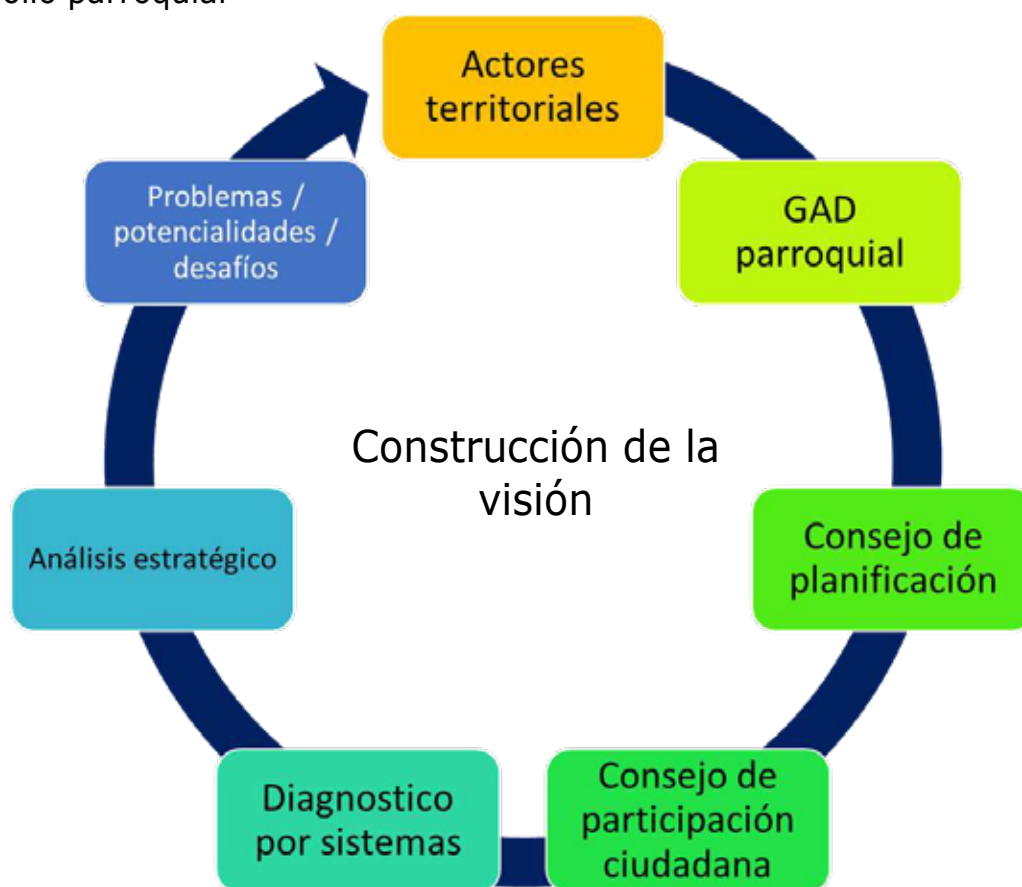 parroquial
Actores
territoriales
GAD
parroquial
Consejo de
planificación
Consejo de
participación
ciudadana
Diagnostico
por sistemas
Análisis estratégico
Problemas /
potencialidades /
desafíos
Construcción de la
visión